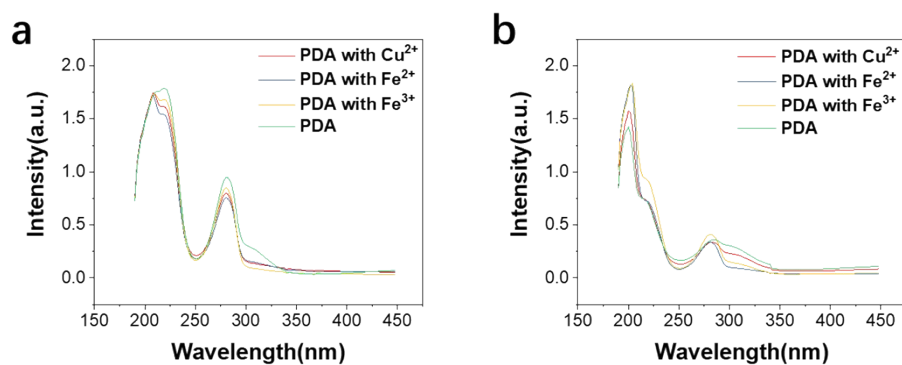 a
PDA with Cu²⁺
PDA with Fe²⁺
PDA with Fe³⁺
PDA
2.0
1.5
1.0
0.5
0.0
Intensity(a.u.)
150 200 250 300 350 400 450
Wavelength(nm)
b
PDA with Cu²⁺
PDA with Fe²⁺
PDA with Fe³⁺
PDA
2.0
1.5
1.0
0.5
0.0
Intensity(a.u.)
150 200 250 300 350 400 450
Wavelength(nm)